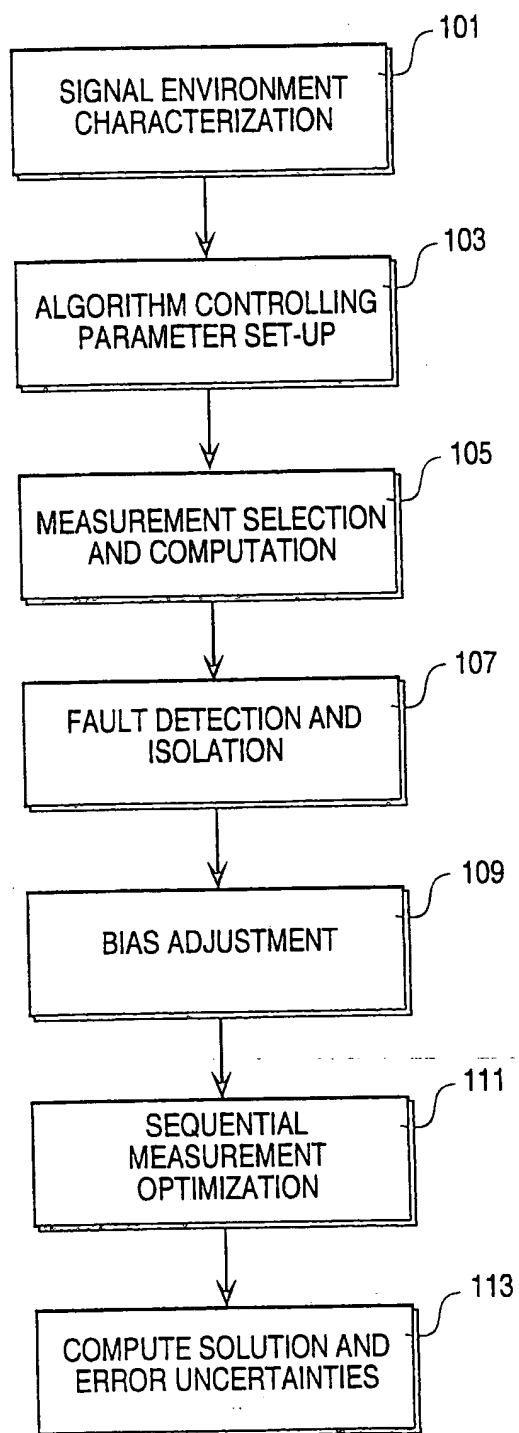 101
SIGNAL ENVIRONMENT
CHARACTERIZATION
103
ALGORITHM CONTROLLING
PARAMETER SET-UP
105
MEASUREMENT SELECTION
AND COMPUTATION
107
FAULT DETECTION AND
ISOLATION
109
BIAS ADJUSTMENT
111
SEQUENTIAL
MEASUREMENT
OPTIMIZATION
113
COMPUTE SOLUTION AND
ERROR UNCERTAINTIES